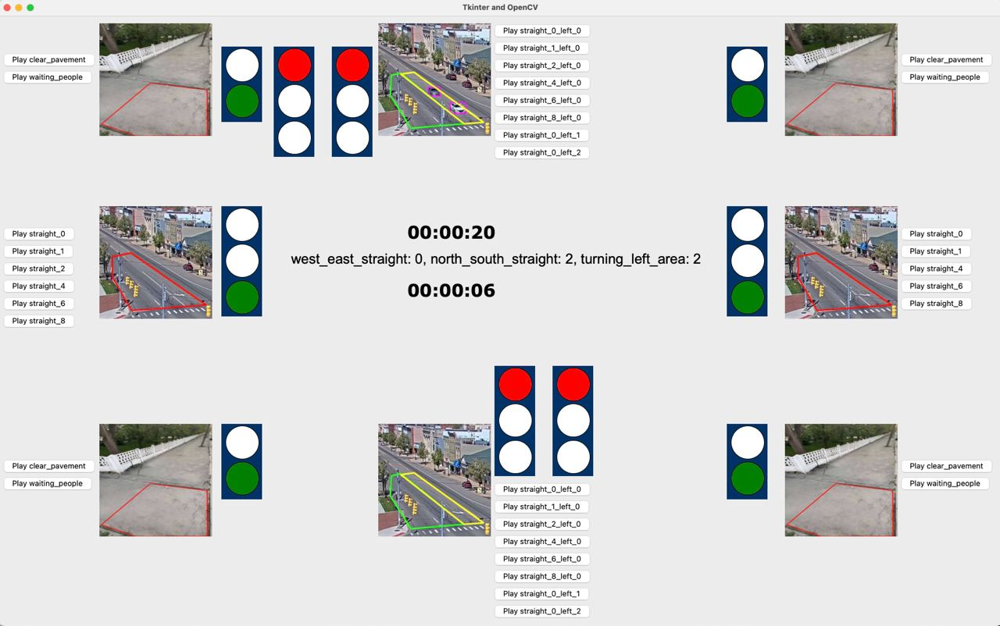 Tkinter and OpenCV
Play clear_pavement
Play waiting_people
Play straight_0_left_0
Play straight_1_left_0
Play straight_2_left_0
Play straight_4_left_0
Play straight_6_left_0
Play straight_8_left_0
Play straight_0_left_1
Play straight_0_left_2
Play clear_pavement
Play waiting_people
Play straight_0
Play straight_1
Play straight_2
Play straight_4
Play straight_6
Play straight_8
00:00:20
west_east_straight: 0, north_south_straight: 2, turning_left_area: 2
00:00:06
Play straight_0
Play straight_1
Play straight_4
Play straight_6
Play straight_8
Play clear_pavement
Play waiting_people
Play straight_0_left_0
Play straight_1_left_0
Play straight_2_left_0
Play straight_4_left_0
Play straight_6_left_0
Play straight_8_left_0
Play straight_0_left_1
Play straight_0_left_2
Play clear_pavement
Play waiting_people